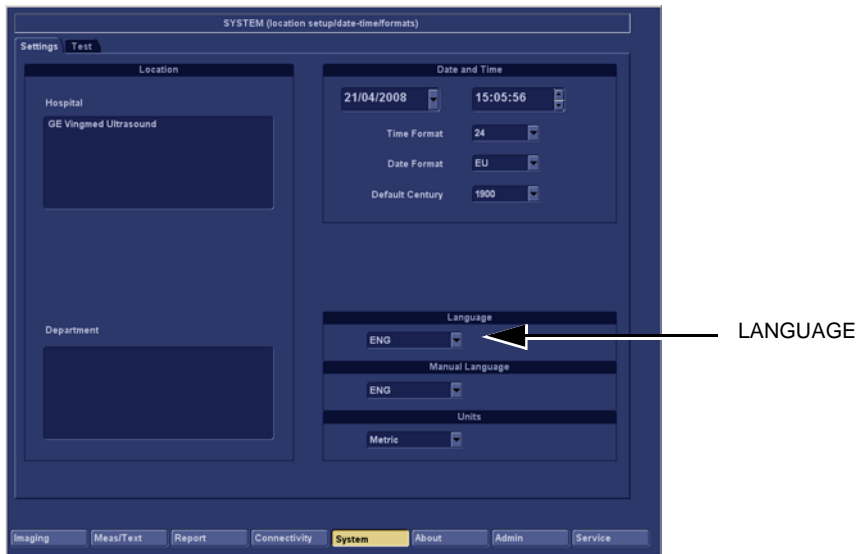 SYSTEM (location setup/date-time/formats)
Settings Test
Location
Hospital
GE Vingmed Ultrasound
Department
Date and Time
21/04/2008 15:05:56
Time Format 24
Date Format EU
Default Century 1900
Language
ENG
LANGUAGE
Manual Language
ENG
Units
Metric
Imaging Meas/Text Report Connectivity System About Admin Service